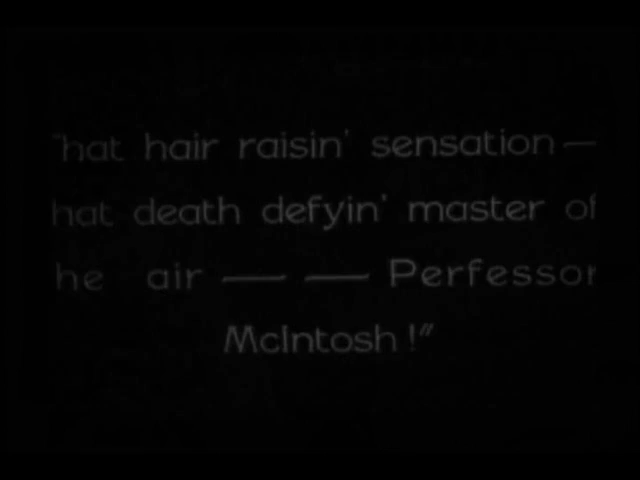 "hat hair raisin' sensation —
hat death defyin' master of
he air — — Perfessor
McIntosh!"